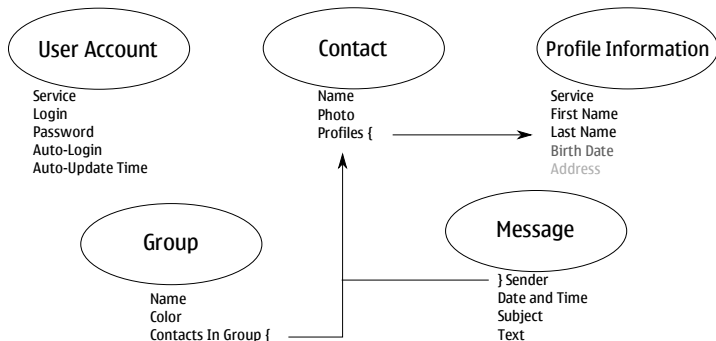 User Account
Service
Login
Password
Auto-Login
Auto-Update Time
Contact
Name
Photo
Profiles {
Profile Information
Service
First Name
Last Name
Birth Date
Address
Group
Name
Color
Contacts In Group {
Message
} Sender
Date and Time
Subject
Text